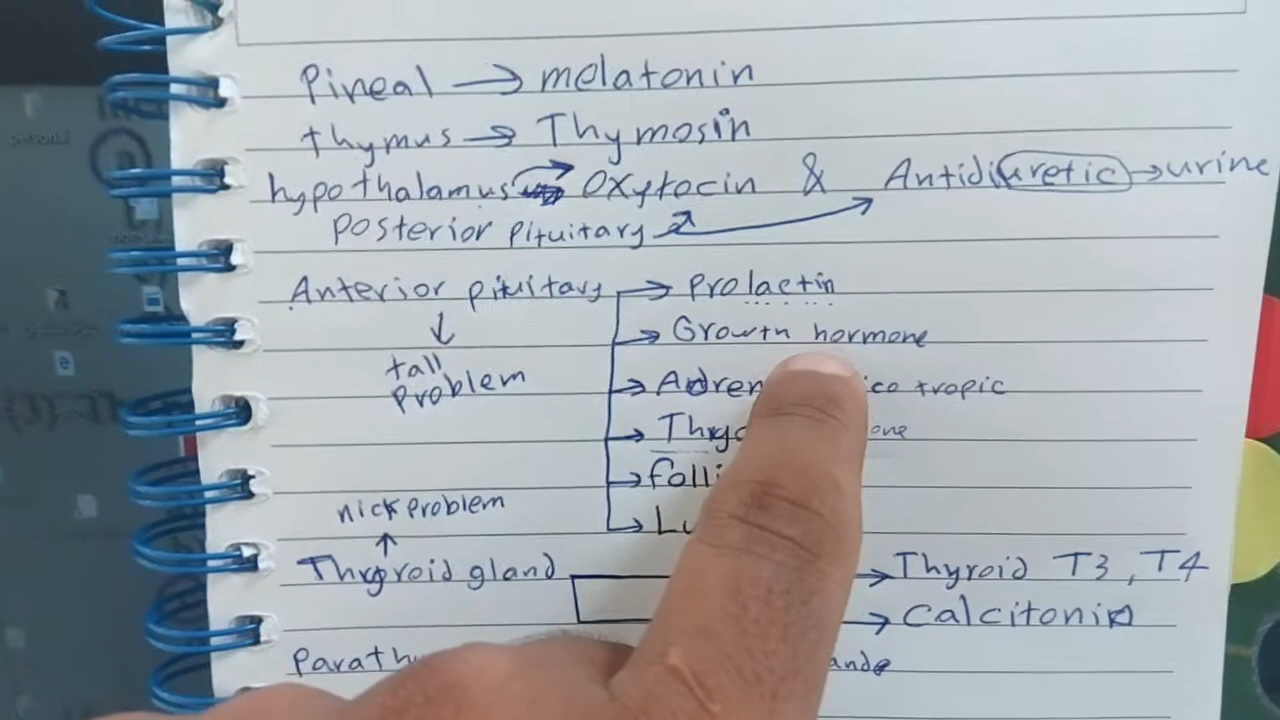 Pineal → melatonin
thymus → Thymosin
hypothalamus → Oxytocin & Antidiuretic → urine
Posterior pituitary
Anterior pituitary → prolactin
→ Growth hormone
tall
problem
→ tropic
→
→
nick problem
→
Thyroid gland → Thyroid T3, T4
→ Calcitonin
personal